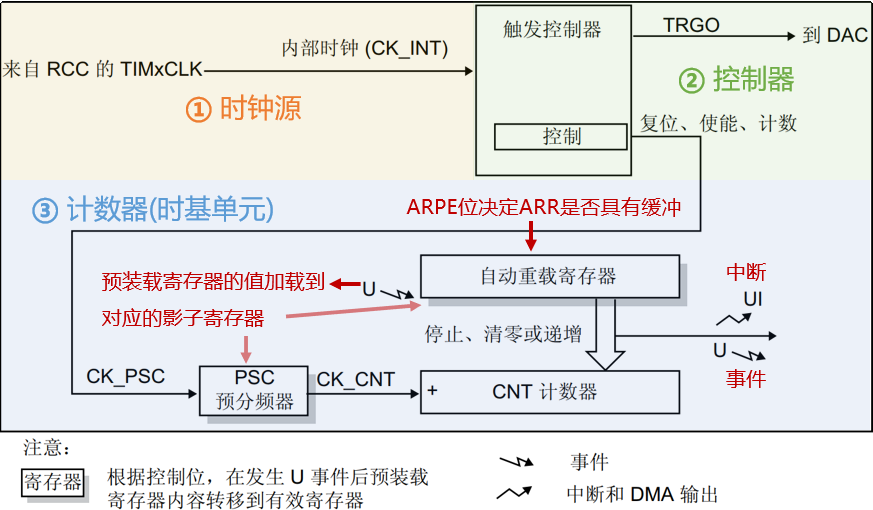 触发控制器
TRGO
到 DAC
内部时钟 (CK_INT)
来自 RCC 的 TIMxCLK
① 时钟源
② 控制器
控制
复位、使能、计数
③ 计数器(时基单元)
ARPE位决定ARR是否具有缓冲
预装载寄存器的值加载到
对应的影子寄存器
U
自动重载寄存器
中断
UI
停止、清零或递增
U
事件
CK_PSC
PSC
预分频器
CK_CNT
+
CNT 计数器
注意：
寄存器
根据控制位，在发生 U 事件后预装载
寄存器内容转移到有效寄存器
事件
中断和 DMA 输出